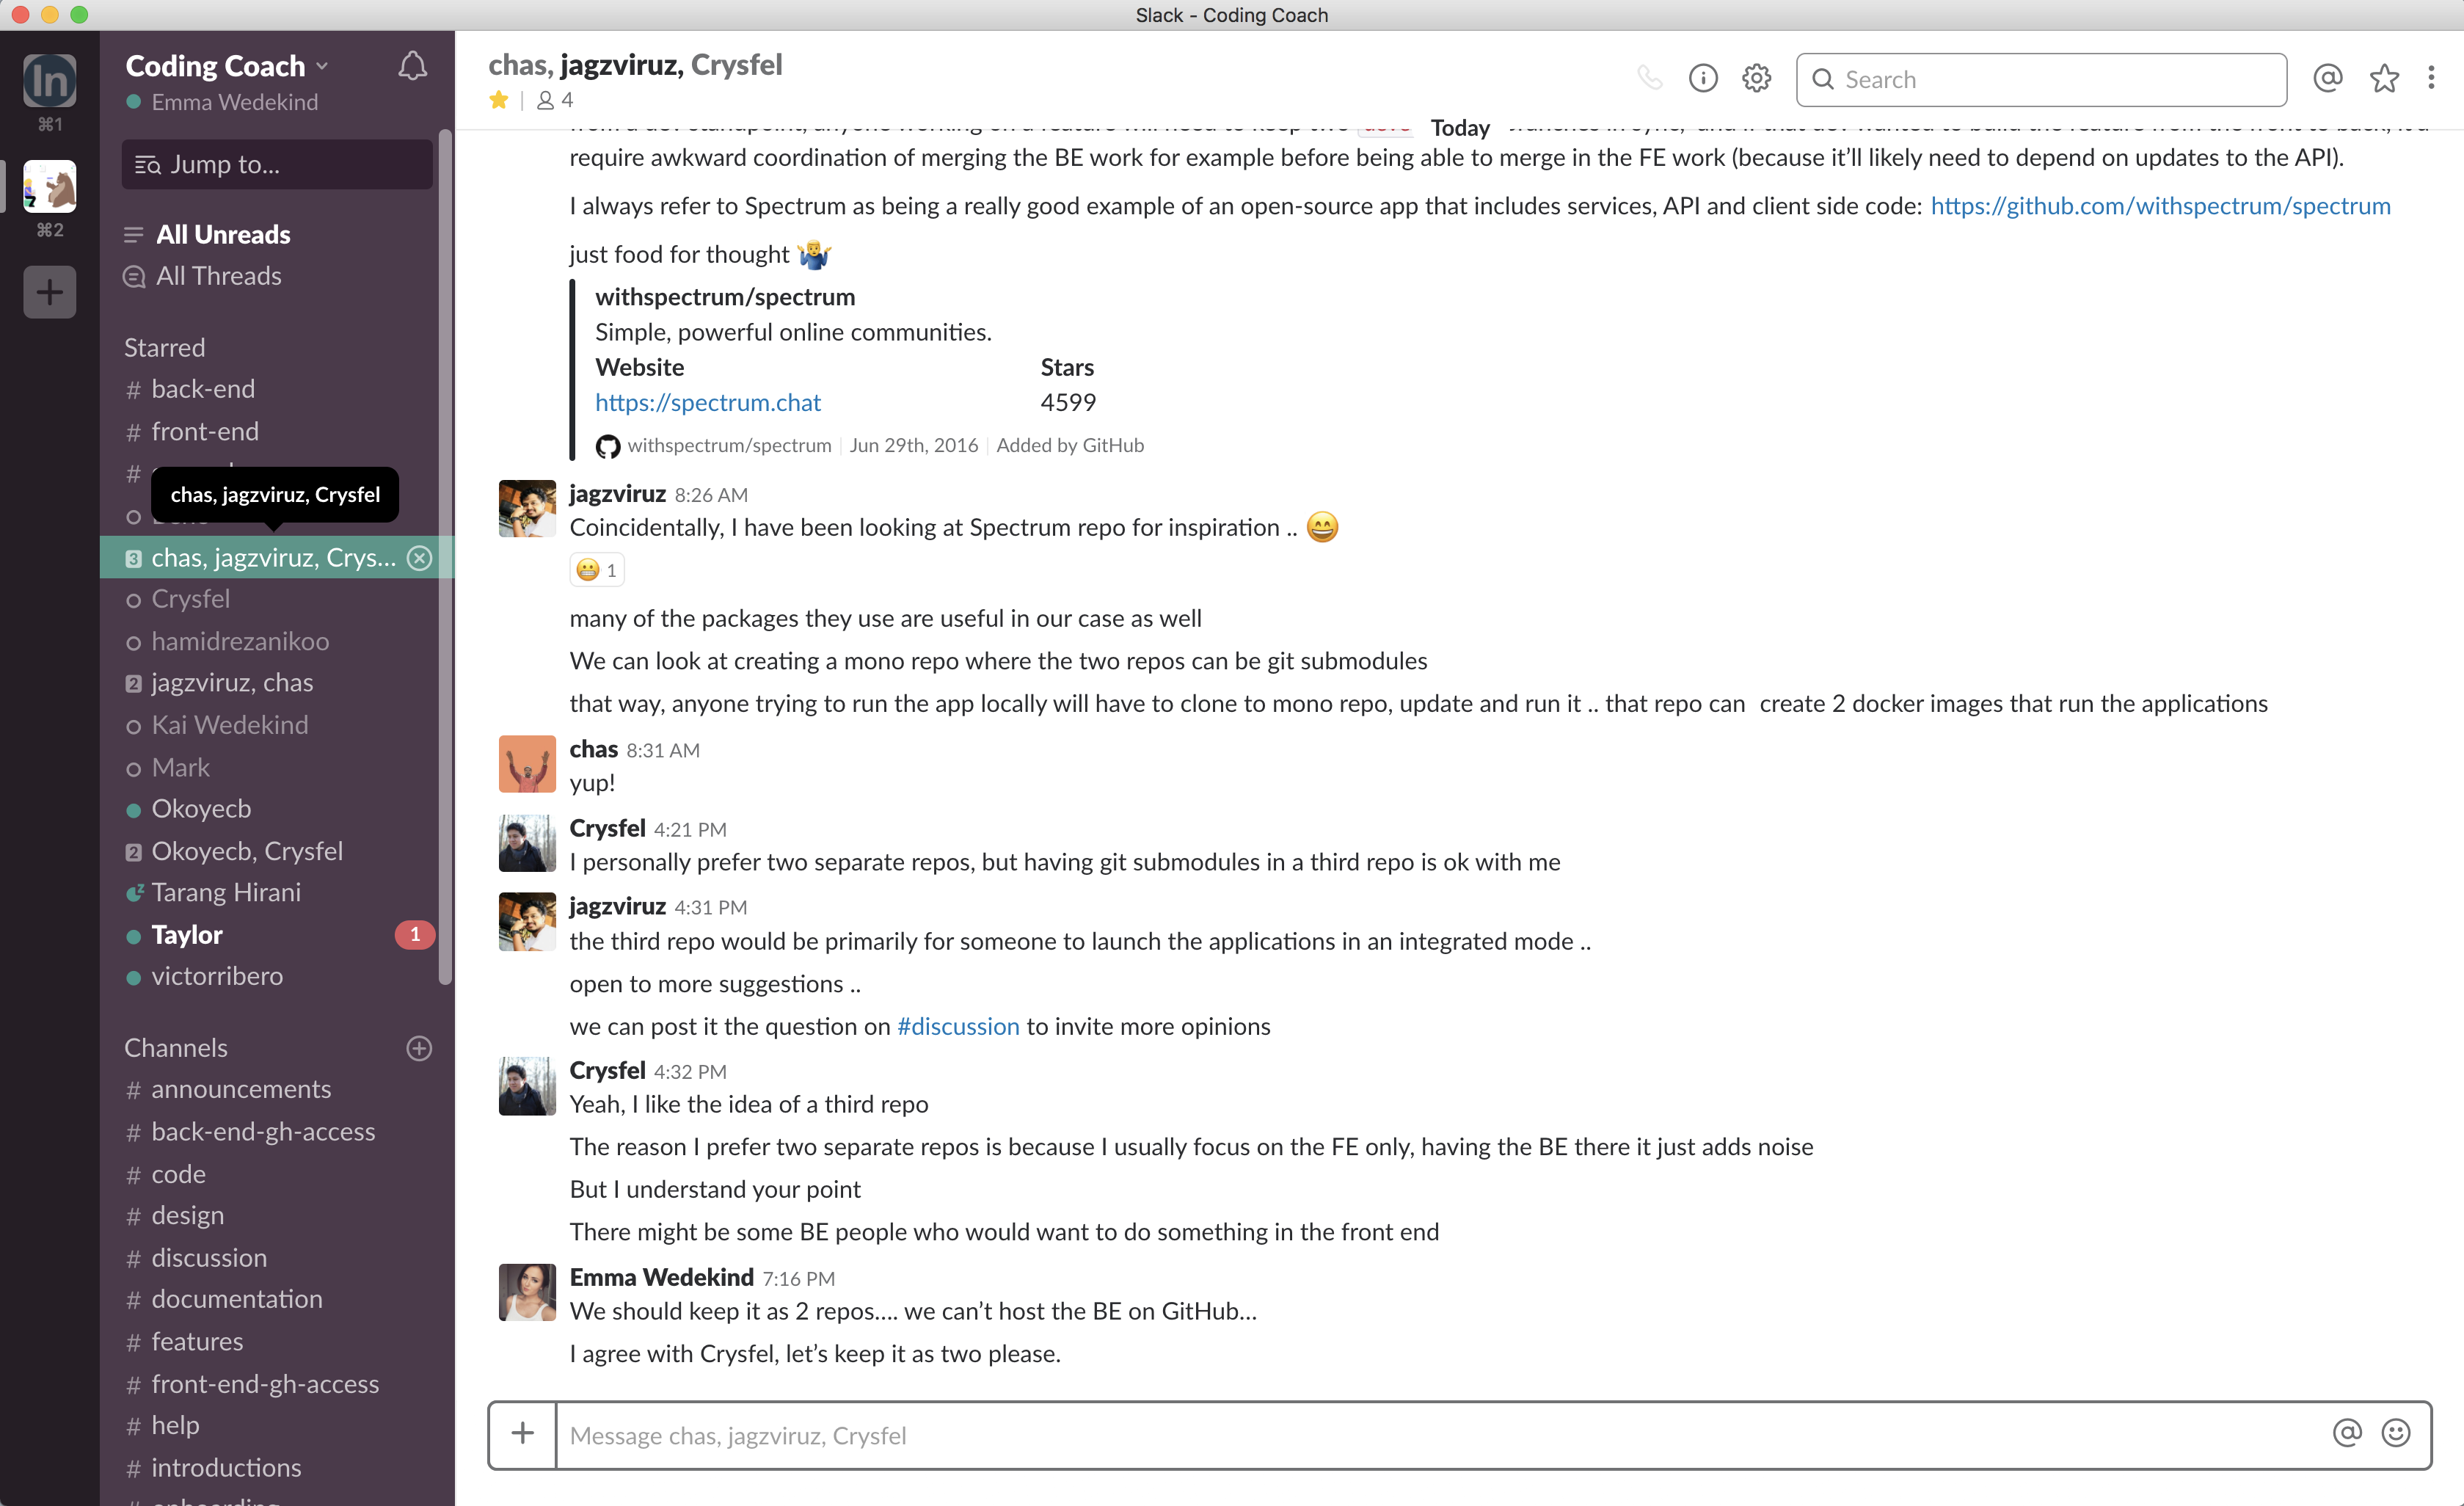 Slack - Coding Coach
In
⌘1
⌘2
Coding Coach
Emma Wedekind
Jump to...
All Unreads
All Threads
Starred
# back-end
# front-end
#
chas, jagzviruz, Crysfel
3 chas, jagzviruz, Crys...
Crysfel
hamidrezanikoo
2 jagzviruz, chas
Kai Wedekind
Mark
Okoyecb
2 Okoyecb, Crysfel
Tarang Hirani
Taylor 1
victorribero
Channels
# announcements
# back-end-gh-access
# code
# design
# discussion
# documentation
# features
# front-end-gh-access
# help
# introductions
chas, jagzviruz, Crysfel
4
Search
Today
require awkward coordination of merging the BE work for example before being able to merge in the FE work (because it’ll likely need to depend on updates to the API).
I always refer to Spectrum as being a really good example of an open-source app that includes services, API and client side code: https://github.com/withspectrum/spectrum
just food for thought 🤷‍♂️
withspectrum/spectrum
Simple, powerful online communities.
Website Stars
https://spectrum.chat 4599
withspectrum/spectrum | Jun 29th, 2016 | Added by GitHub
jagzviruz 8:26 AM
Coincidentally, I have been looking at Spectrum repo for inspiration .. 😄
😬 1
many of the packages they use are useful in our case as well
We can look at creating a mono repo where the two repos can be git submodules
that way, anyone trying to run the app locally will have to clone to mono repo, update and run it .. that repo can create 2 docker images that run the applications
chas 8:31 AM
yup!
Crysfel 4:21 PM
I personally prefer two separate repos, but having git submodules in a third repo is ok with me
jagzviruz 4:31 PM
the third repo would be primarily for someone to launch the applications in an integrated mode ..
open to more suggestions ..
we can post it the question on #discussion to invite more opinions
Crysfel 4:32 PM
Yeah, I like the idea of a third repo
The reason I prefer two separate repos is because I usually focus on the FE only, having the BE there it just adds noise
But I understand your point
There might be some BE people who would want to do something in the front end
Emma Wedekind 7:16 PM
We should keep it as 2 repos.... we can’t host the BE on GitHub...
I agree with Crysfel, let’s keep it as two please.
Message chas, jagzviruz, Crysfel